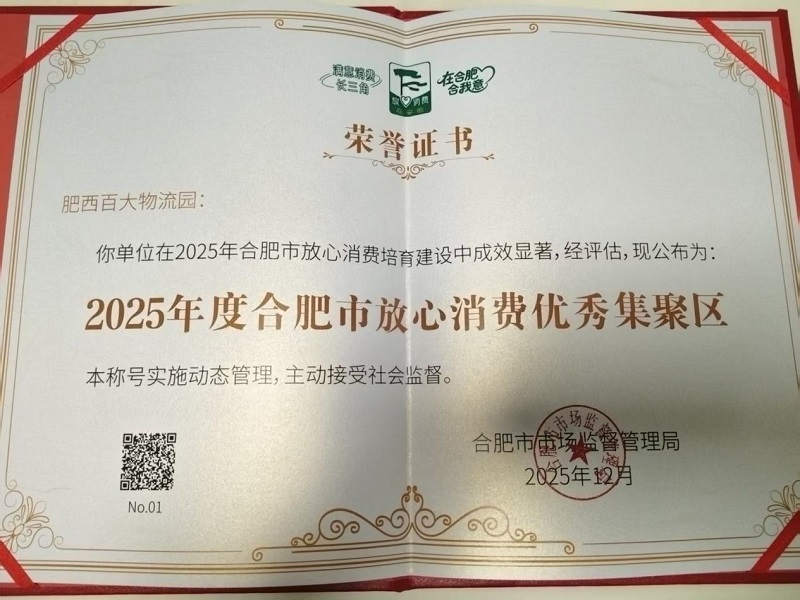 满意消费
长三角
放心消费
在合肥
合我意
荣誉证书
肥西百大物流园：
你单位在2025年合肥市放心消费培育建设中成效显著，经评估，现公布为：
2025年度合肥市放心消费优秀集聚区
本称号实施动态管理，主动接受社会监督。
合肥市市场监督管理局
2025年12月
No.01